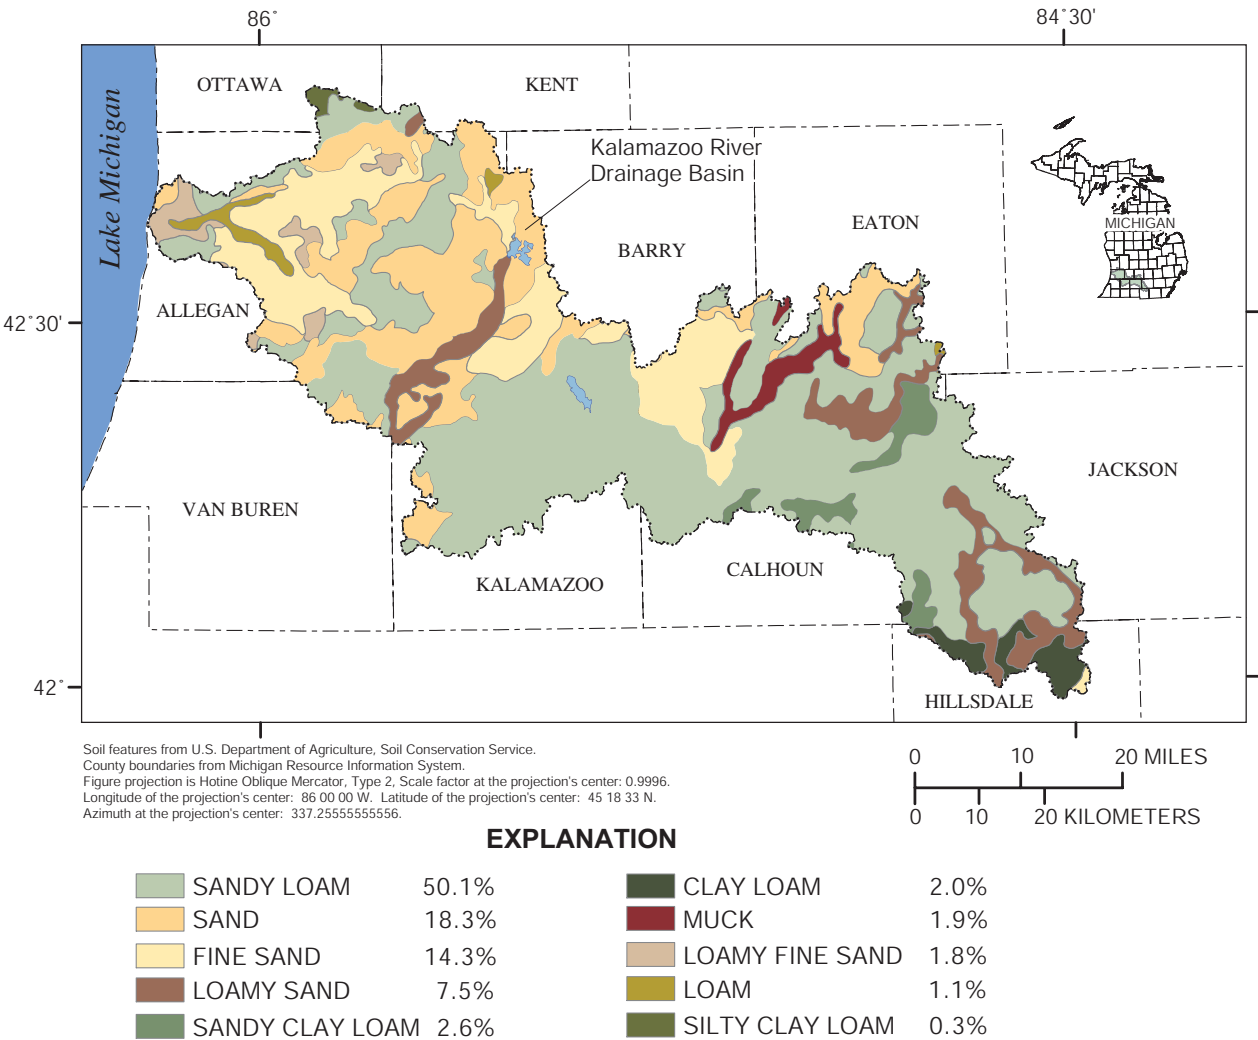 86°
84°30'
OTTAWA
KENT
Lake Michigan
Kalamazoo River
Drainage Basin
MICHIGAN
EATON
BARRY
ALLEGAN
42°30'
JACKSON
VAN BUREN
CALHOUN
KALAMAZOO
42°
HILLSDALE
Soil features from U.S. Department of Agriculture, Soil Conservation Service.
County boundaries from Michigan Resource Information System.
Figure projection is Hotine Oblique Mercator, Type 2, Scale factor at the projection's center: 0.9996.
Longitude of the projection's center: 86 00 00 W. Latitude of the projection's center: 45 18 33 N.
Azimuth at the projection's center: 337.25555555556.
0 10 20 MILES
0 10 20 KILOMETERS
EXPLANATION
SANDY LOAM 50.1%
SAND 18.3%
FINE SAND 14.3%
LOAMY SAND 7.5%
SANDY CLAY LOAM 2.6%
CLAY LOAM 2.0%
MUCK 1.9%
LOAMY FINE SAND 1.8%
LOAM 1.1%
SILTY CLAY LOAM 0.3%